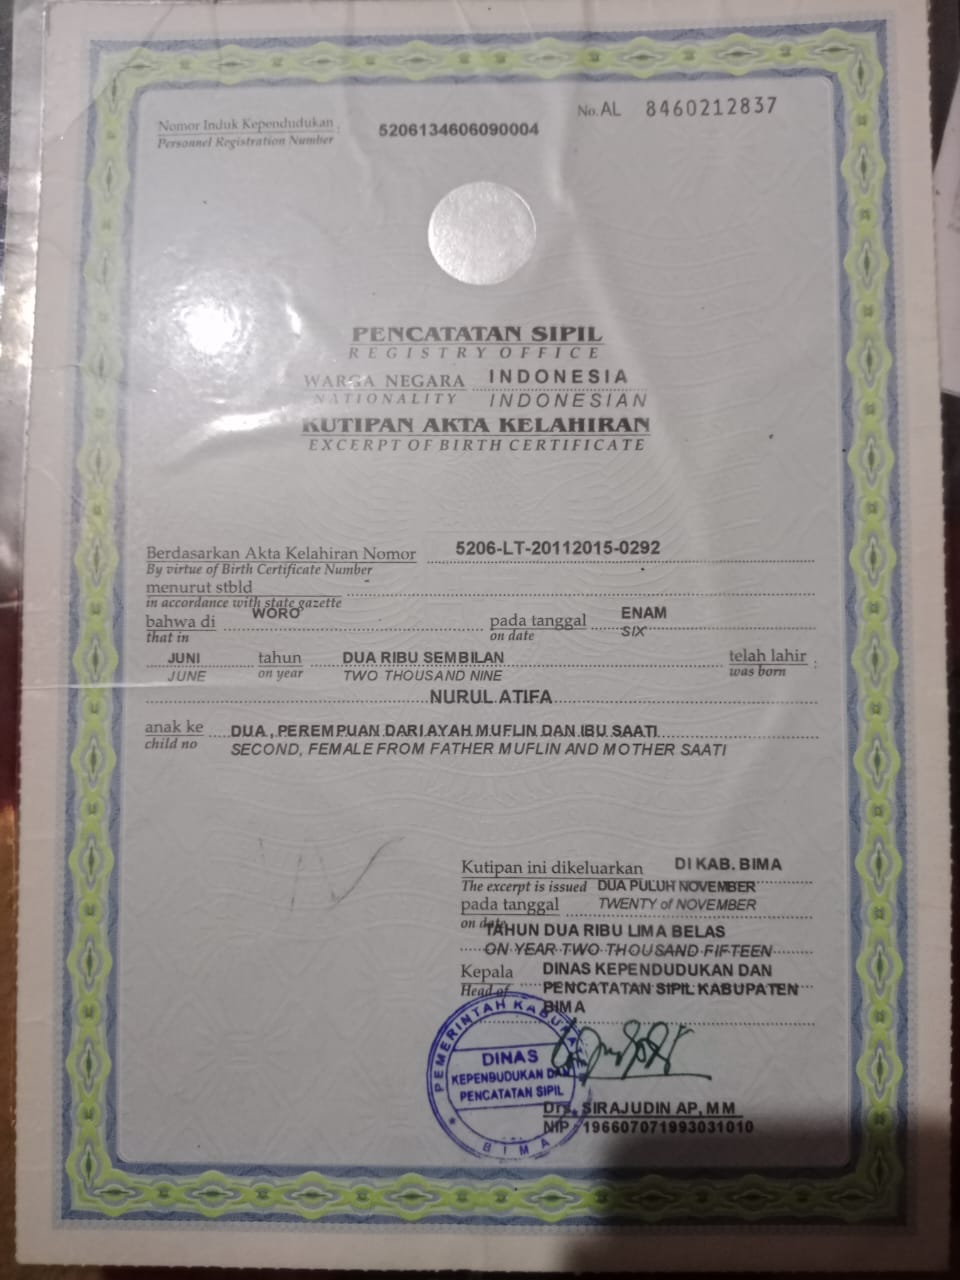 No. AL 8460212837
Nomor Induk Kependudukan : 5206134606090004
Personnel Registration Number
PENCATATAN SIPIL
REGISTRY OFFICE
WARGA NEGARA INDONESIA
NATIONALITY INDONESIAN
KUTIPAN AKTA KELAHIRAN
EXCERPT OF BIRTH CERTIFICATE
Berdasarkan Akta Kelahiran Nomor 5206-LT-20112015-0292
By virtue of Birth Certificate Number
menurut stbld
in accordance with state gazette
bahwa di WORO pada tanggal ENAM
that in on date SIX
JUNI tahun DUA RIBU SEMBILAN telah lahir :
JUNE on year TWO THOUSAND NINE was born
NURUL ATIFA
anak ke DUA, PEREMPUAN DARI AYAH MUFLIN DAN IBU SAATI
child no SECOND, FEMALE FROM FATHER MUFLIN AND MOTHER SAATI
Kutipan ini dikeluarkan DI KAB. BIMA
The excerpt is issued DUA PULUH NOVEMBER
pada tanggal TWENTY of NOVEMBER
on date TAHUN DUA RIBU LIMA BELAS
ON YEAR TWO THOUSAND FIFTEEN
Kepala DINAS KEPENDUDUKAN DAN
Head of PENCATATAN SIPIL KABUPATEN
BIMA
PEMERINTAH KABUPATEN
DINAS
KEPENBUDUKAN DAN
PENCATATAN SIPIL
BIMA
Drs. SIRAJUDIN AP, MM
NIP : 196607071993031010